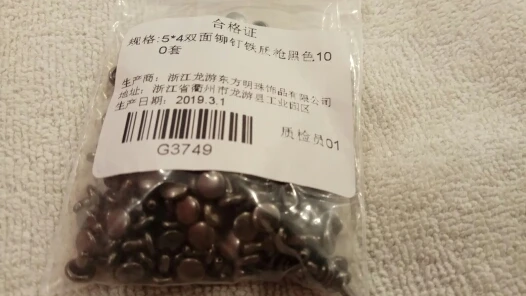 合格证
规格:5*4双面铆钉铁质枪黑色10
0套
生产商:浙江龙游东方明珠饰品有限公司
地址:浙江省衢州市龙游县工业园区
生产日期:2019.3.1
质检员01
G3749